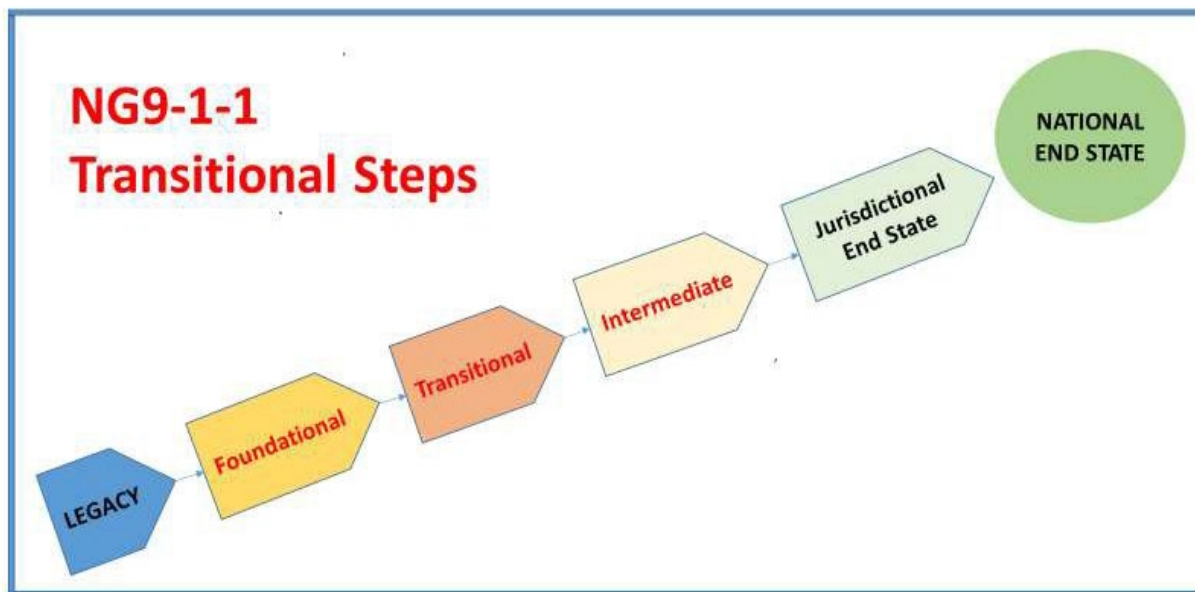 NG9-1-1
Transitional Steps
LEGACY
Foundational
Transitional
Intermediate
Jurisdictional
End State
NATIONAL
END STATE